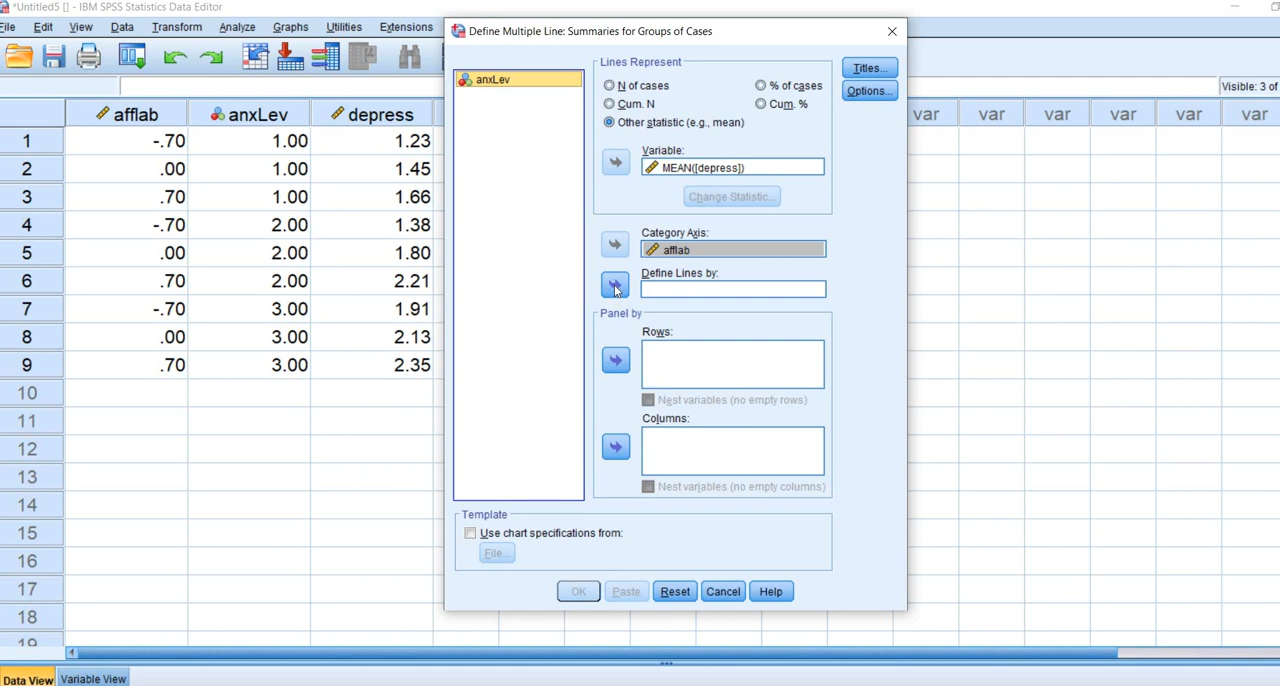 *Untitled5 [] - IBM SPSS Statistics Data Editor
File Edit View Data Transform Analyze Graphs Utilities Extensions
Define Multiple Line: Summaries for Groups of Cases
Visible: 3 of
afflab anxLev depress var var var var var var
1 -.70 1.00 1.23
2 .00 1.00 1.45
3 .70 1.00 1.66
4 -.70 2.00 1.38
5 .00 2.00 1.80
6 .70 2.00 2.21
7 -.70 3.00 1.91
8 .00 3.00 2.13
9 .70 3.00 2.35
10
11
12
13
14
15
16
17
18
19
anxLev
Lines Represent
N of cases % of cases
Cum. N Cum. %
Other statistic (e.g., mean)
Variable:
MEAN([depress])
Change Statistic...
Category Axis:
afflab
Define Lines by:
Panel by
Rows:
Nest variables (no empty rows)
Columns:
Nest variables (no empty columns)
Titles...
Options...
Template
Use chart specifications from:
File...
OK Paste Reset Cancel Help
Data View Variable View